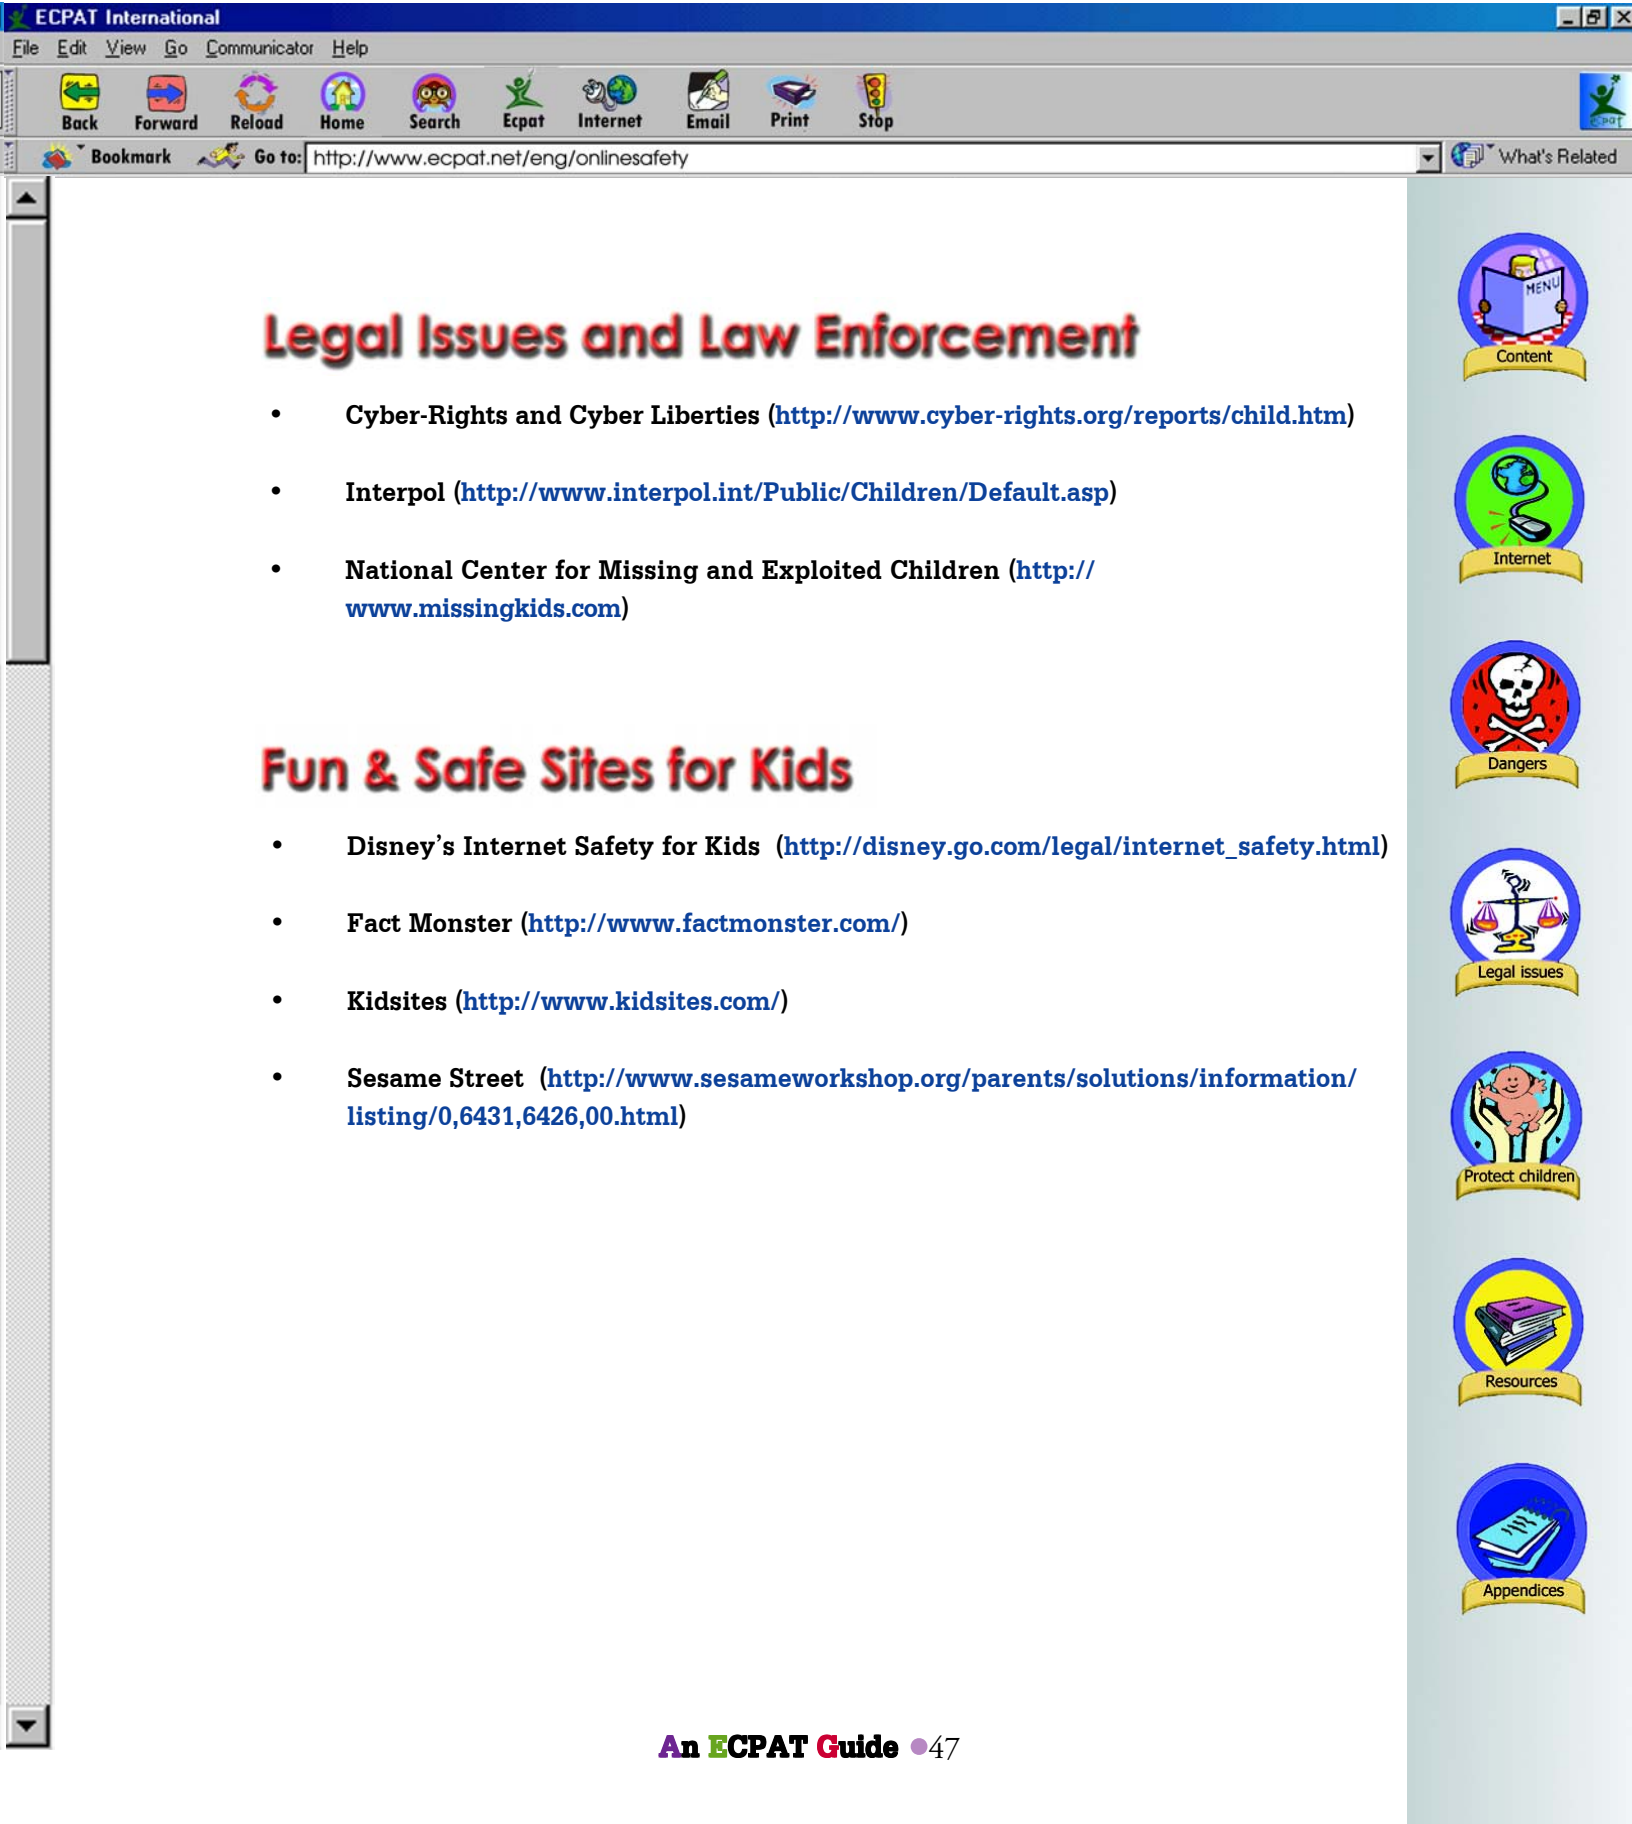 ECPAT International
File Edit View Go Communicator Help
Back Forward Reload Home Search Ecpat Internet Email Print Stop
ecpat
Bookmark Go to: http://www.ecpat.net/eng/onlinesafety What's Related
Legal Issues and Law Enforcement
• Cyber-Rights and Cyber Liberties (http://www.cyber-rights.org/reports/child.htm)
• Interpol (http://www.interpol.int/Public/Children/Default.asp)
• National Center for Missing and Exploited Children (http://
www.missingkids.com)
Fun & Safe Sites for Kids
• Disney's Internet Safety for Kids (http://disney.go.com/legal/internet_safety.html)
• Fact Monster (http://www.factmonster.com/)
• Kidsites (http://www.kidsites.com/)
• Sesame Street (http://www.sesameworkshop.org/parents/solutions/information/
listing/0,6431,6426,00.html)
MENU
Content
Internet
Dangers
Legal issues
Protect children
Resources
Appendices
An ECPAT Guide •47